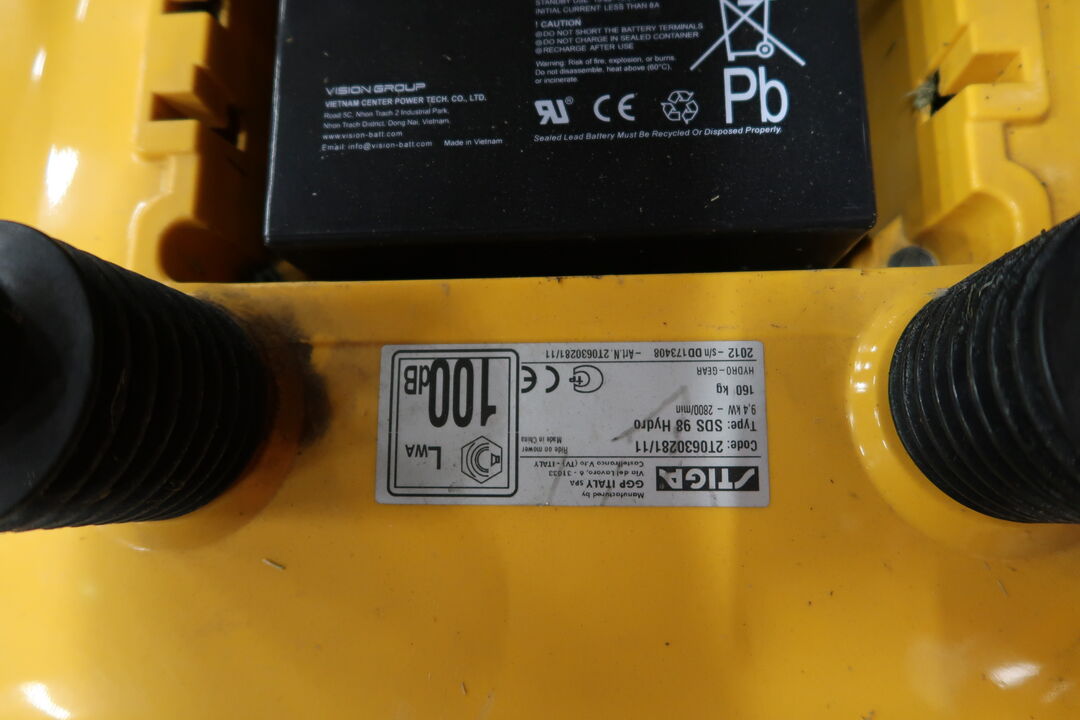 INITIAL CURRENT LESS THAN 8A
! CAUTION
DO NOT SHORT THE BATTERY TERMINALS
DO NOT CHARGE IN SEALED CONTAINER
RECHARGE AFTER USE
Warning: Risk of fire, explosion, or burns.
Do not disassemble, heat above (60°C),
or incinerate.
Pb
Sealed Lead Battery Must Be Recycled Or Disposed Properly.
VISION GROUP
VIETNAM CENTER POWER TECH. CO., LTD.
Road 5C, Nhon Trach 2 Industrial Park,
Nhon Trach District, Dong Nai, Vietnam.
www.vision-batt.com
Email: info@vision-batt.com Made in Vietnam
STIGA
Manufactured by
GGP ITALY SPA
Via del Lavoro, 6 - 31033
Castelfranco V.to (TV) - ITALY
Code: 2T0630281/11
Type: SDS 98 Hydro
9,4 kW - 2800/min
160 kg
HYDRO-GEAR
2012 - s/n DD173408 -Art.N. 2T0630281/11
Ride on mower
Made in China
CE
LWA
100dB